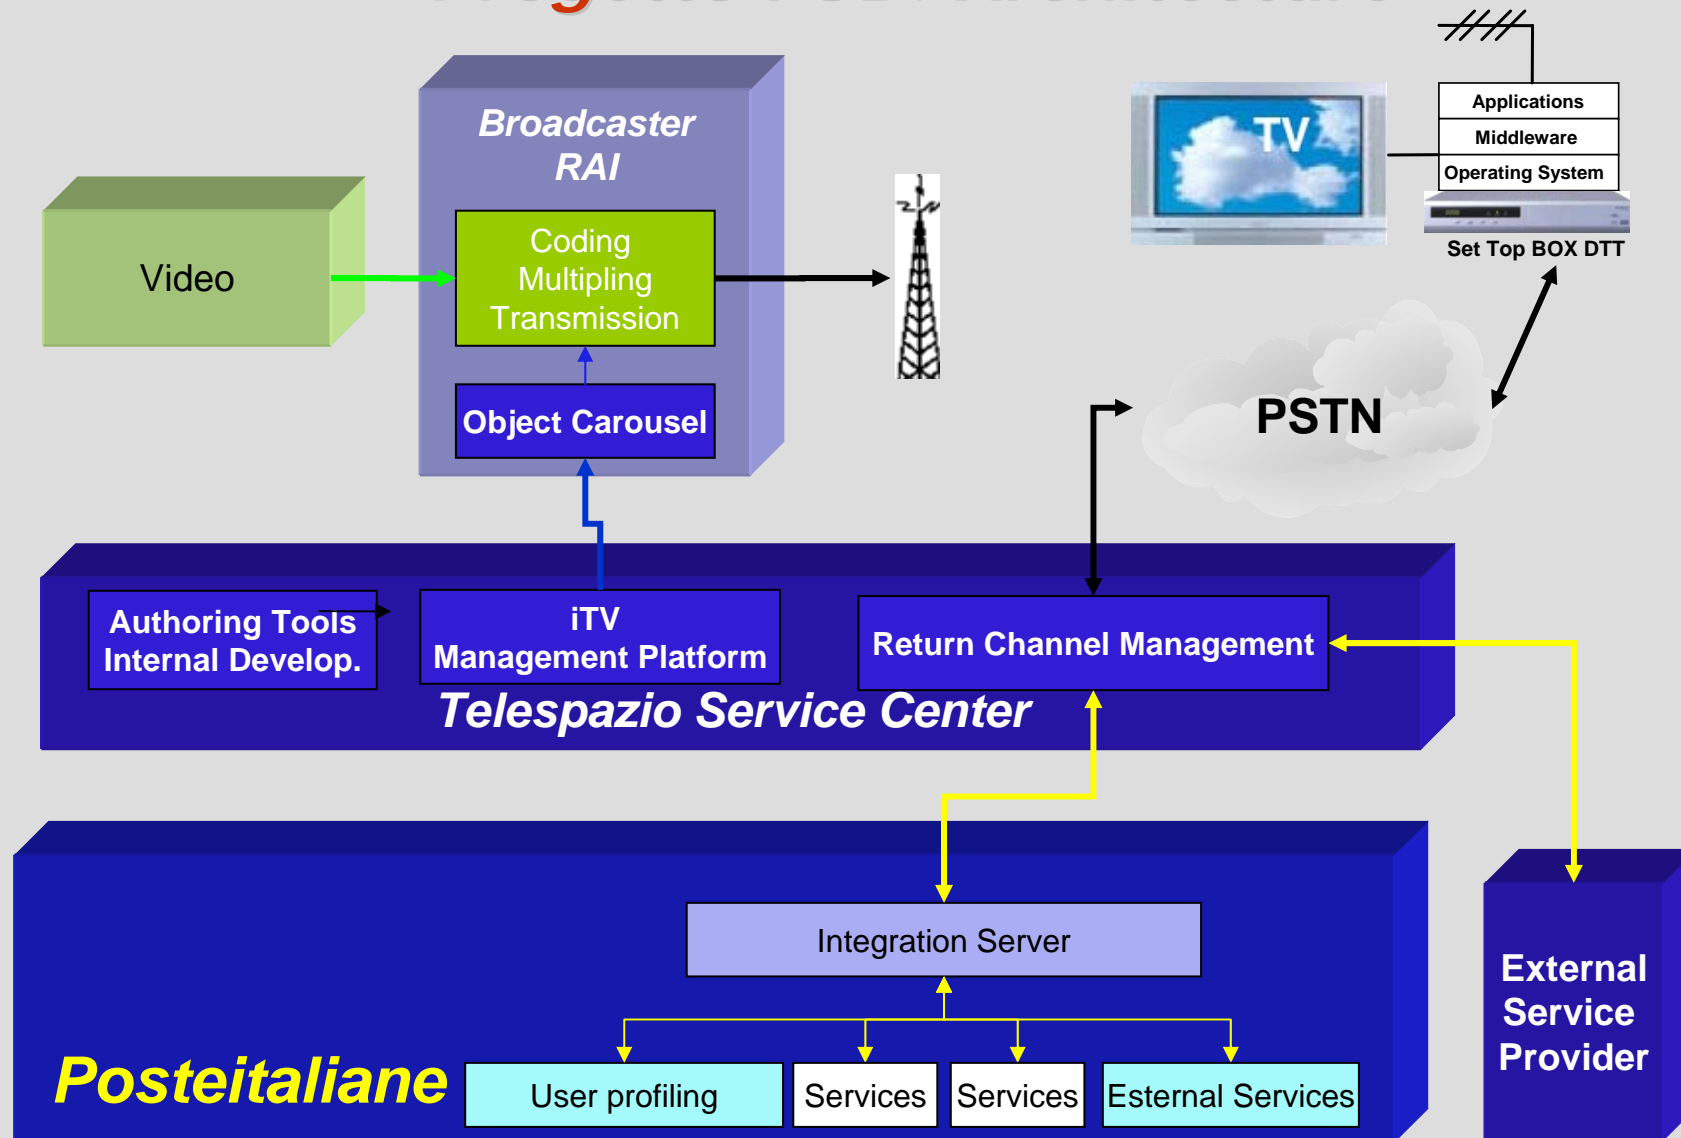 Broadcaster
RAI
Coding
Multipling
Transmission
Object Carousel
Video
TV
Applications
Middleware
Operating System
Set Top BOX DTT
PSTN
Authoring Tools
Internal Develop.
iTV
Management Platform
Return Channel Management
Telespazio Service Center
Integration Server
Posteitaliane
User profiling
Services
Services
Esternal Services
External
Service
Provider